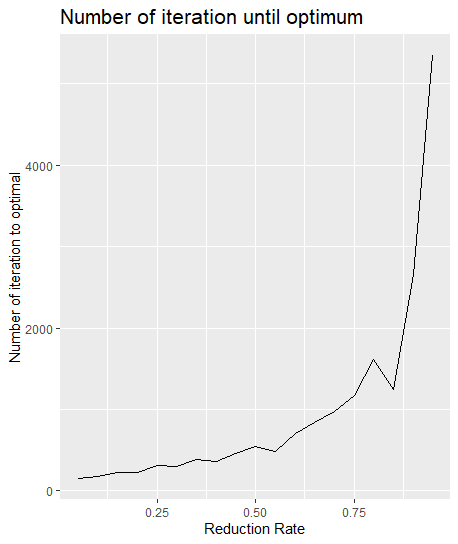 Number of iteration until optimum
Number of iteration to optimal
4000
2000
0
0.25 0.50 0.75
Reduction Rate